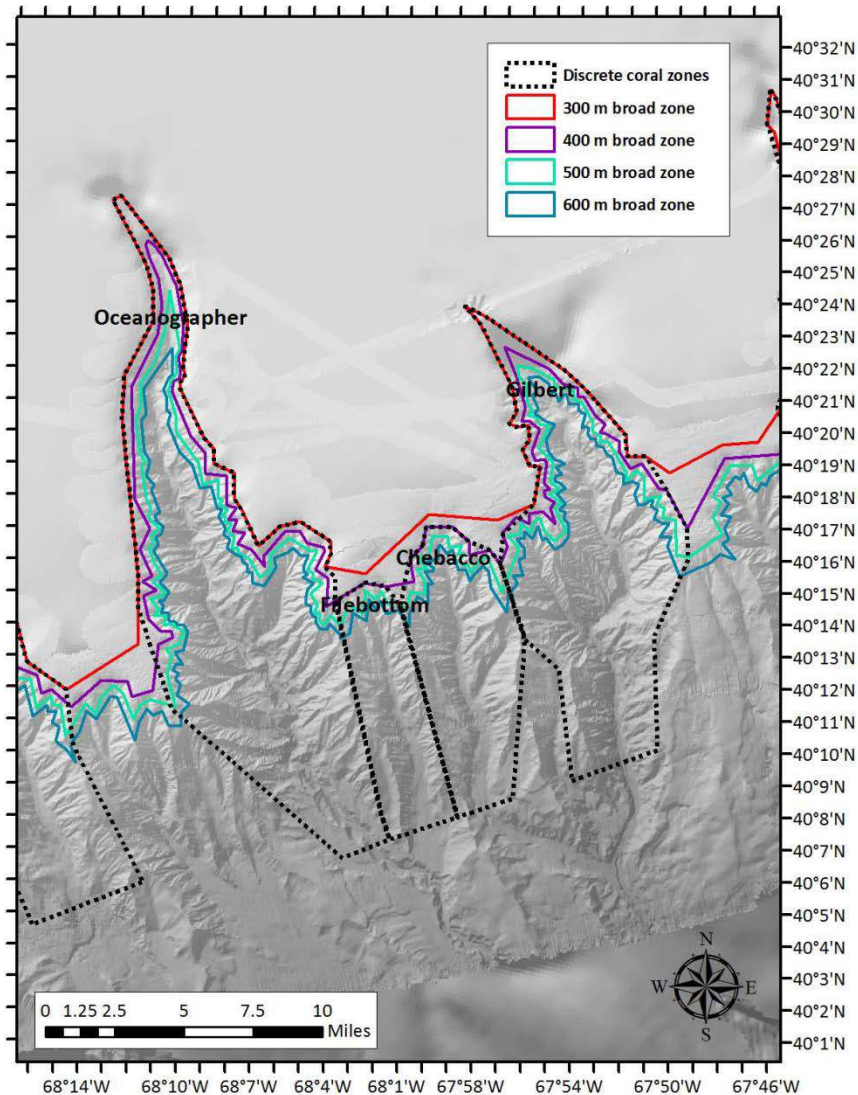 Discrete coral zones
300 m broad zone
400 m broad zone
500 m broad zone
600 m broad zone
Oceanographer
Gilbert
Chebacco
Filebottom
40°32'N
40°31'N
40°30'N
40°29'N
40°28'N
40°27'N
40°26'N
40°25'N
40°24'N
40°23'N
40°22'N
40°21'N
40°20'N
40°19'N
40°18'N
40°17'N
40°16'N
40°15'N
40°14'N
40°13'N
40°12'N
40°11'N
40°10'N
40°9'N
40°8'N
40°7'N
40°6'N
40°5'N
40°4'N
40°3'N
40°2'N
40°1'N
N
W E
S
0 1.25 2.5 5 7.5 10
Miles
68°14'W 68°10'W 68°7'W 68°4'W 68°1'W 67°58'W 67°54'W 67°50'W 67°46'W